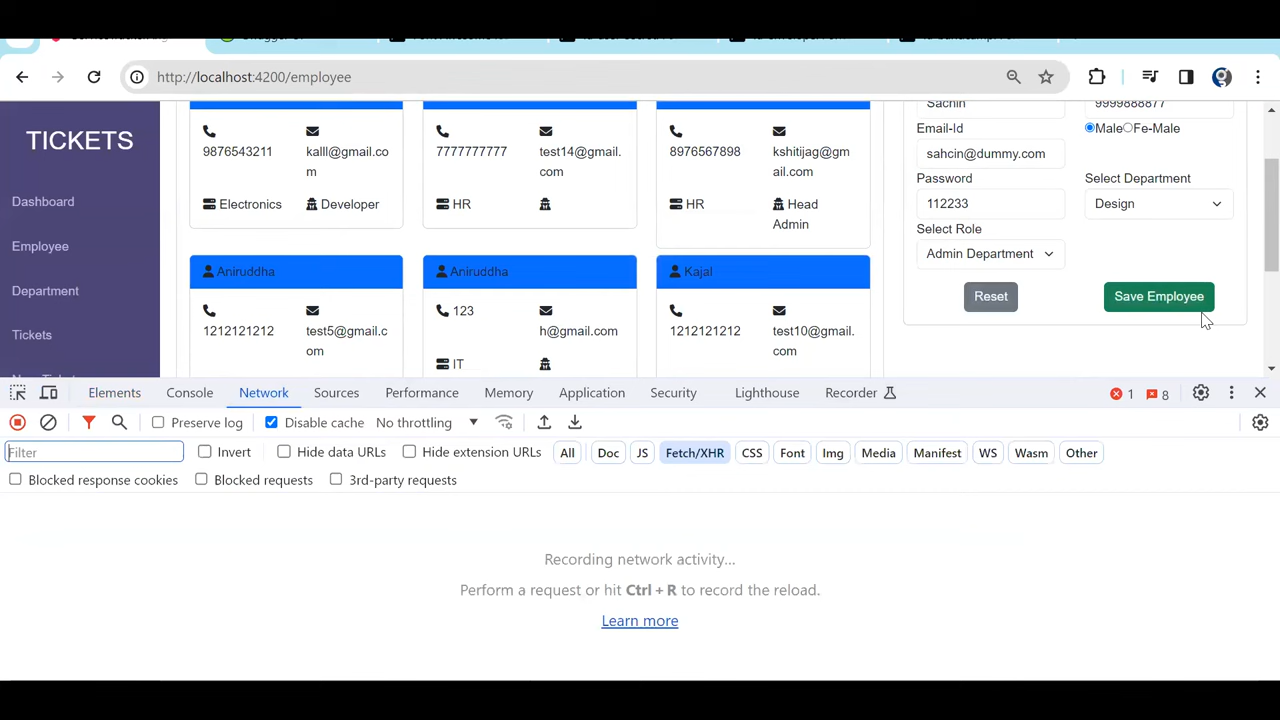 http://localhost:4200/employee
TICKETS
Dashboard
Employee
Department
Tickets
9876543211
kalll@gmail.co
m
Electronics
Developer
7777777777
test14@gmail.
com
HR
8976567898
kshitijag@gm
ail.com
HR
Head
Admin
Aniruddha
1212121212
test5@gmail.c
om
Aniruddha
123
h@gmail.com
IT
Kajal
1212121212
test10@gmail.
com
Sachin
9999888877
Email-Id
Male Fe-Male
sahcin@dummy.com
Password
Select Department
112233
Design
Select Role
Admin Department
Reset
Save Employee
Elements
Console
Network
Sources
Performance
Memory
Application
Security
Lighthouse
Recorder
1
8
Preserve log
Disable cache
No throttling
Filter
Invert
Hide data URLs
Hide extension URLs
All
Doc
JS
Fetch/XHR
CSS
Font
Img
Media
Manifest
WS
Wasm
Other
Blocked response cookies
Blocked requests
3rd-party requests
Recording network activity...
Perform a request or hit Ctrl + R to record the reload.
Learn more